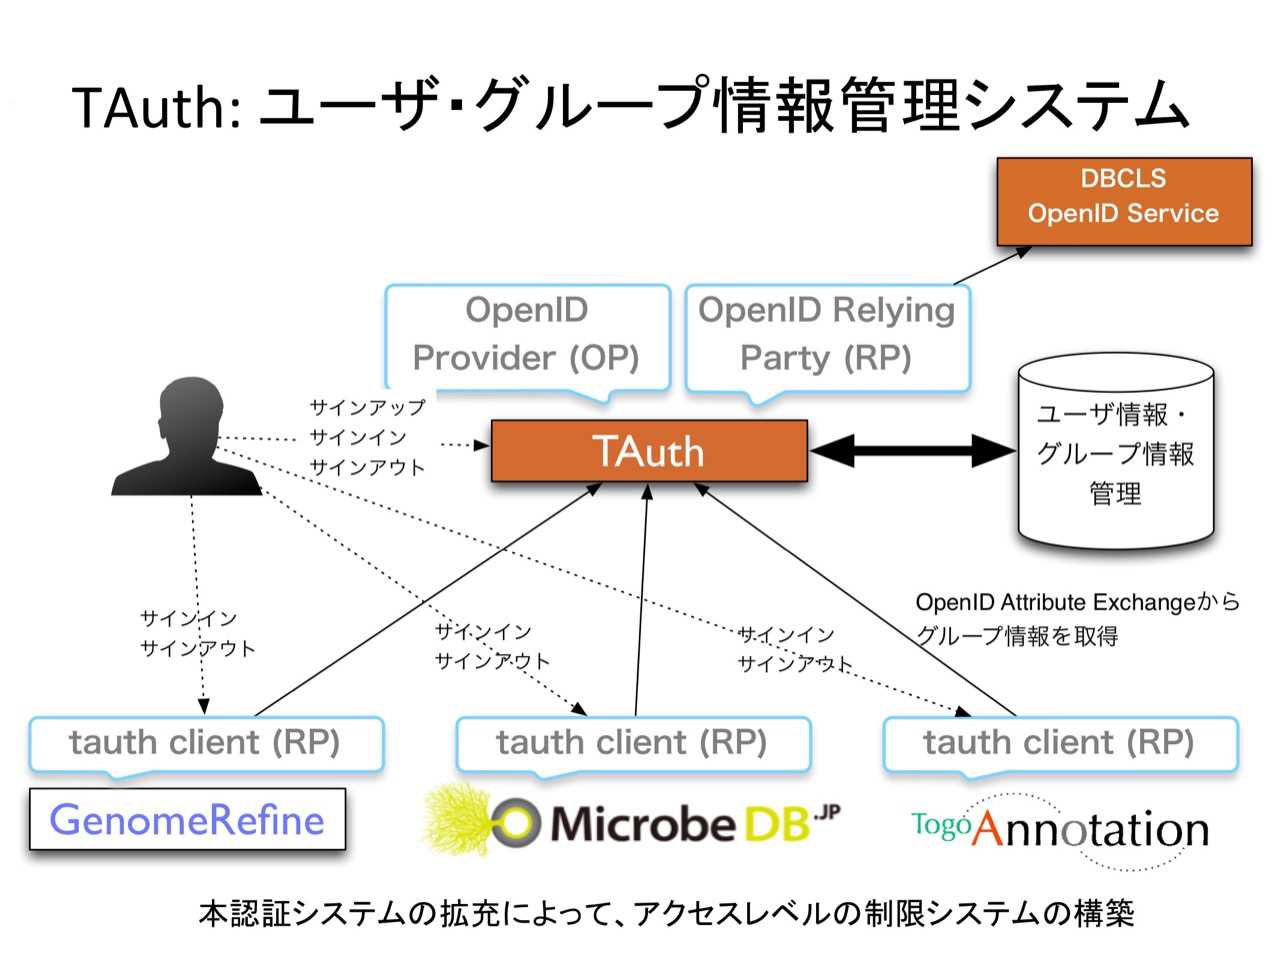 TAuth: ユーザ・グループ情報管理システム
DBCLS
OpenID Service
OpenID
Provider (OP)
OpenID Relying
Party (RP)
サインアップ
サインイン
サインアウト
TAuth
ユーザ情報・
グループ情報
管理
OpenID Attribute Exchangeから
グループ情報を取得
サインイン
サインアウト
サインイン
サインアウト
サインイン
サインアウト
tauth client (RP)
tauth client (RP)
tauth client (RP)
GenomeRefine
MicrobeDB.JP
TogoAnnotation
本認証システムの拡充によって、アクセスレベルの制限システムの構築